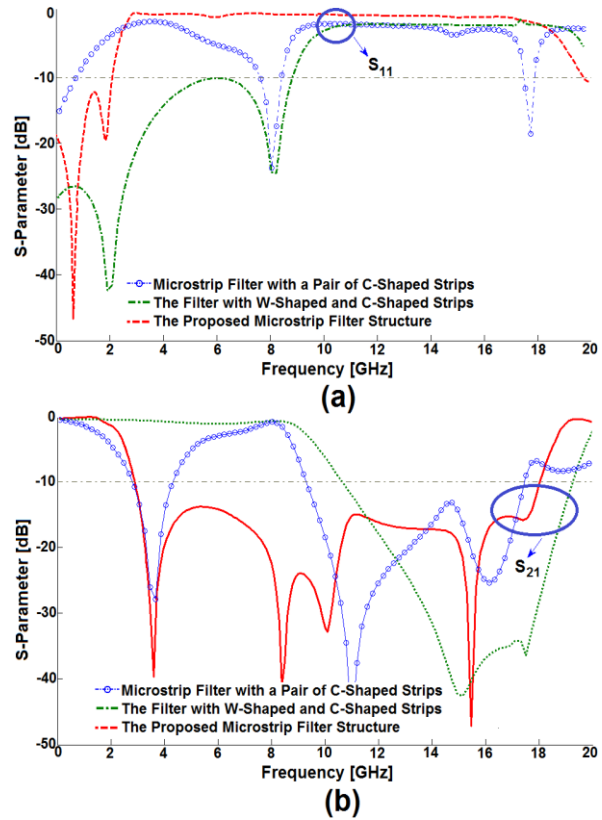 0
-10
-20
-30
-40
-50
S-Parameter [dB]
S11
Microstrip Filter with a Pair of C-Shaped Strips
The Filter with W-Shaped and C-Shaped Strips
The Proposed Microstrip Filter Structure
0 2 4 6 8 10 12 14 16 18 20
Frequency [GHz]
(a)
0
-10
-20
-30
-40
-50
S-Parameter [dB]
S21
Microstrip Filter with a Pair of C-Shaped Strips
The Filter with W-Shaped and C-Shaped Strips
The Proposed Microstrip Filter Structure
0 2 4 6 8 10 12 14 16 18 20
Frequency [GHz]
(b)